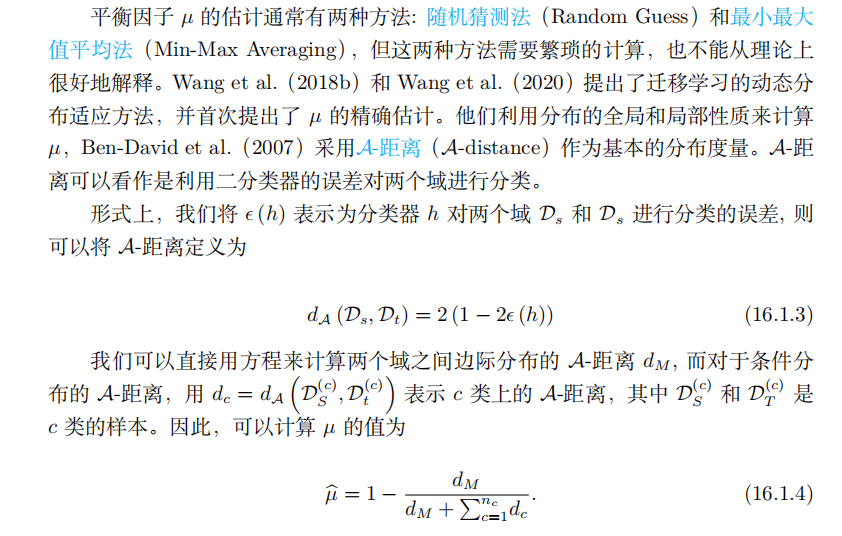 平衡因子 μ 的估计通常有两种方法: 随机猜测法（Random Guess）和最小最大
值平均法（Min-Max Averaging），但这两种方法需要繁琐的计算，也不能从理论上
很好地解释。Wang et al.（2018b）和 Wang et al.（2020）提出了迁移学习的动态分
布适应方法，并首次提出了 μ 的精确估计。他们利用分布的全局和局部性质来计算
μ，Ben-David et al.（2007）采用𝒜-距离（𝒜-distance）作为基本的分布度量。𝒜-距
离可以看作是利用二分类器的误差对两个域进行分类。
形式上，我们将 ϵ(h) 表示为分类器 h 对两个域 𝒟_s 和 𝒟_s 进行分类的误差, 则
可以将 𝒜-距离定义为
d_𝒜 (𝒟_s, 𝒟_t) = 2 (1 − 2ϵ (h)) (16.1.3)
我们可以直接用方程来计算两个域之间边际分布的 𝒜-距离 d_M, 而对于条件分
布的 𝒜-距离，用 d_c = d_𝒜 (𝒟_S^{(c)}, 𝒟_t^{(c)}) 表示 c 类上的 𝒜-距离，其中 𝒟_S^{(c)} 和 𝒟_T^{(c)} 是
c 类的样本。因此，可以计算 μ 的值为
\widehat{μ} = 1 − \frac{d_M}{d_M + \sum_{c=1}^{n_c} d_c}. (16.1.4)